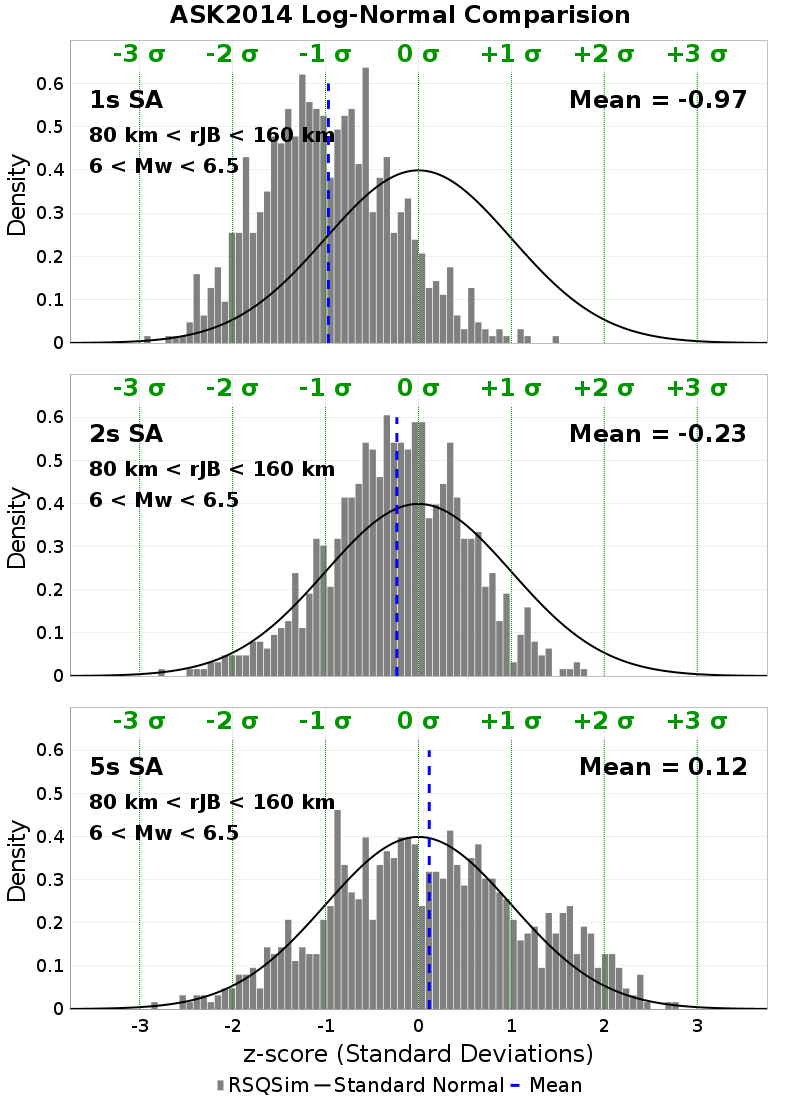 ASK2014 Log-Normal Comparision
-3 σ -2 σ -1 σ 0 σ +1 σ +2 σ +3 σ
1s SA Mean = -0.97
80 km < rJB < 160 km
6 < Mw < 6.5
Density
0.6
0.5
0.4
0.3
0.2
0.1
0
-3 σ -2 σ -1 σ 0 σ +1 σ +2 σ +3 σ
2s SA Mean = -0.23
80 km < rJB < 160 km
6 < Mw < 6.5
Density
0.6
0.5
0.4
0.3
0.2
0.1
0
-3 σ -2 σ -1 σ 0 σ +1 σ +2 σ +3 σ
5s SA Mean = 0.12
80 km < rJB < 160 km
6 < Mw < 6.5
Density
0.6
0.5
0.4
0.3
0.2
0.1
0
-3 -2 -1 0 1 2 3
z-score (Standard Deviations)
RSQSim Standard Normal Mean